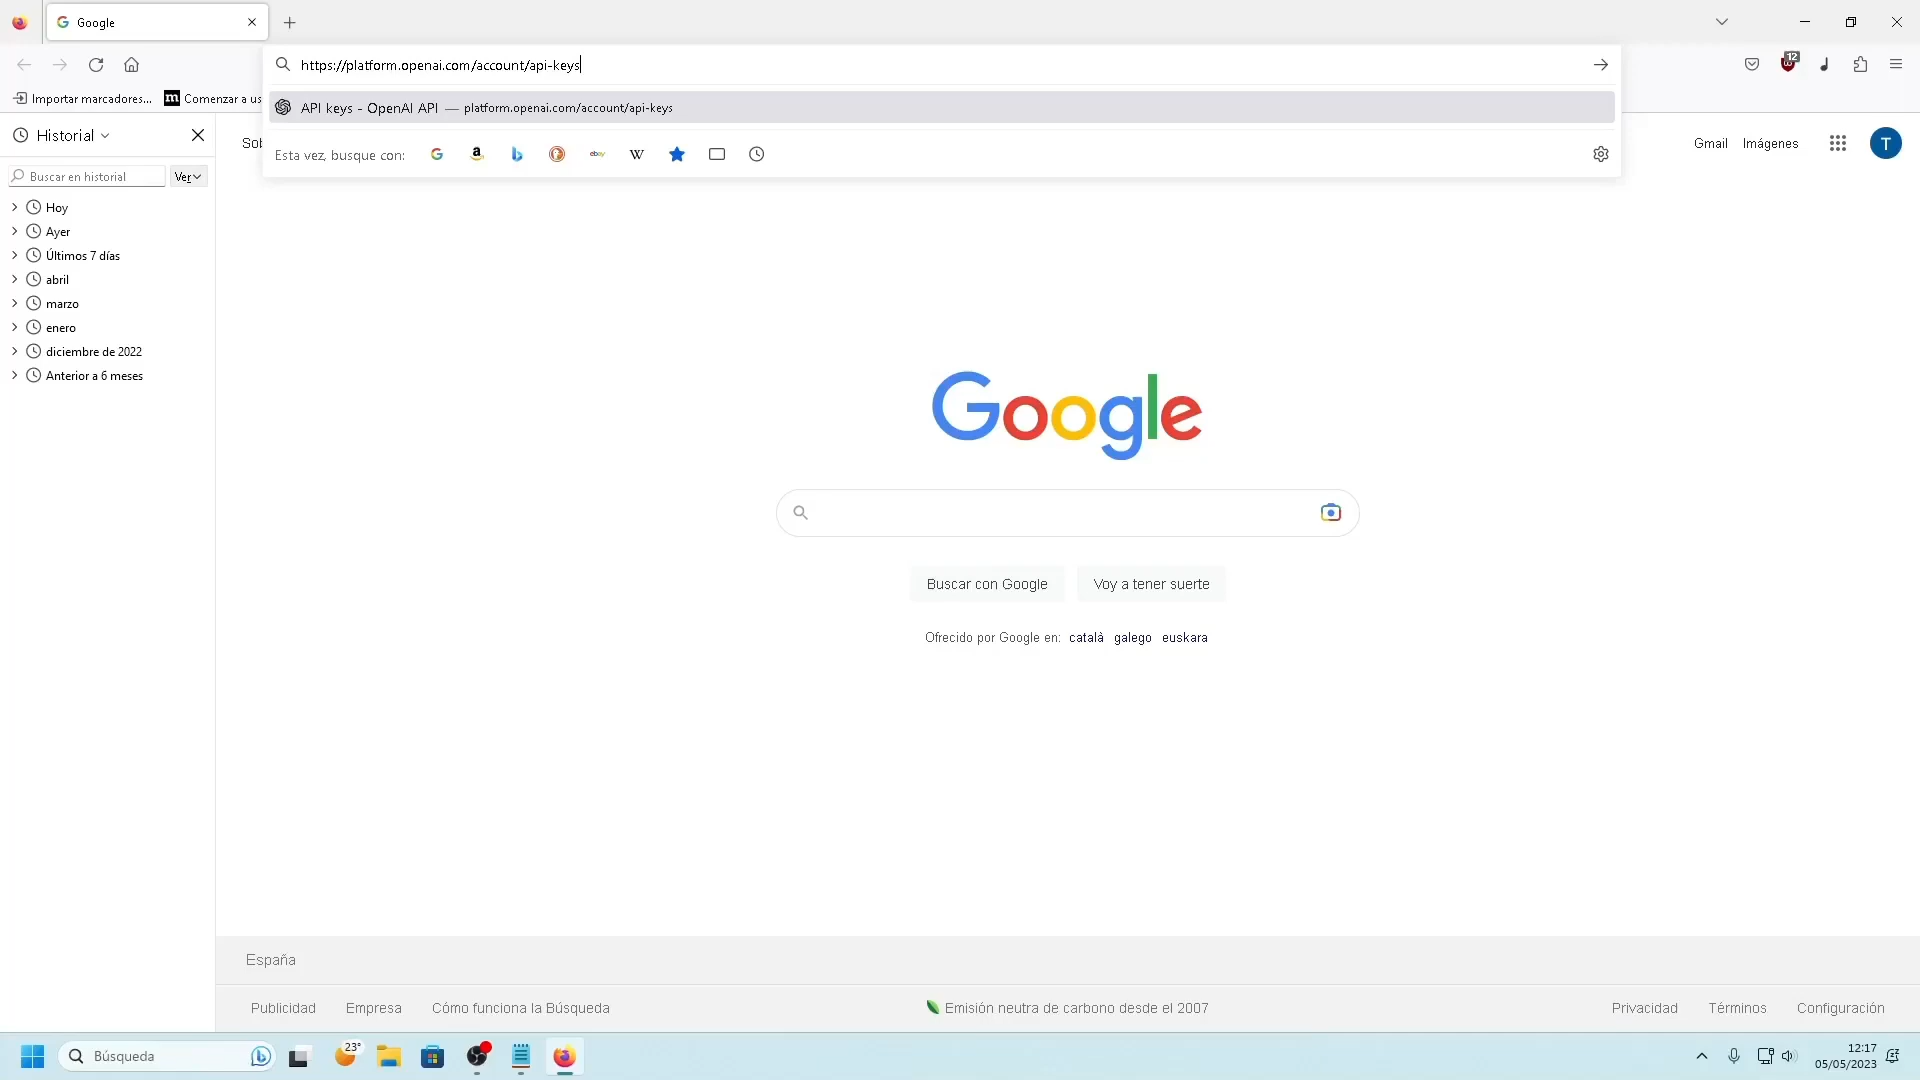 Google
https://platform.openai.com/account/api-keys
12
Importar marcadores...
m Comenzar a us
API keys - OpenAI API — platform.openai.com/account/api-keys
Esta vez, busque con:
Historial
Sob
Gmail Imágenes
T
Buscar en historial
Ver
Hoy
Ayer
Últimos 7 días
abril
marzo
enero
diciembre de 2022
Anterior a 6 meses
Google
Buscar con Google
Voy a tener suerte
Ofrecido por Google en: català galego euskara
España
Publicidad Empresa Cómo funciona la Búsqueda
Emisión neutra de carbono desde el 2007
Privacidad Términos Configuración
Búsqueda
23°
12:17
05/05/2023